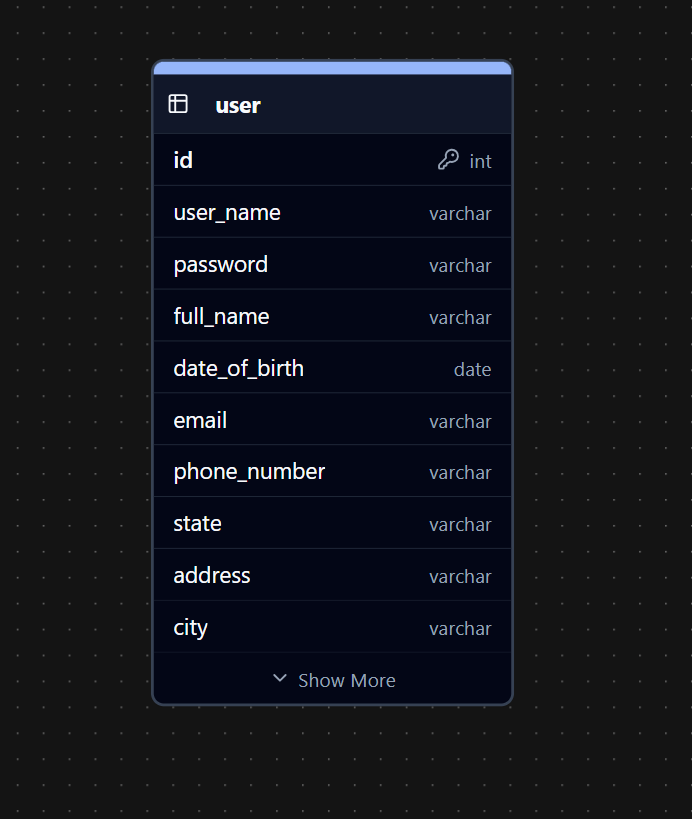 user
id int
user_name varchar
password varchar
full_name varchar
date_of_birth date
email varchar
phone_number varchar
state varchar
address varchar
city varchar
Show More